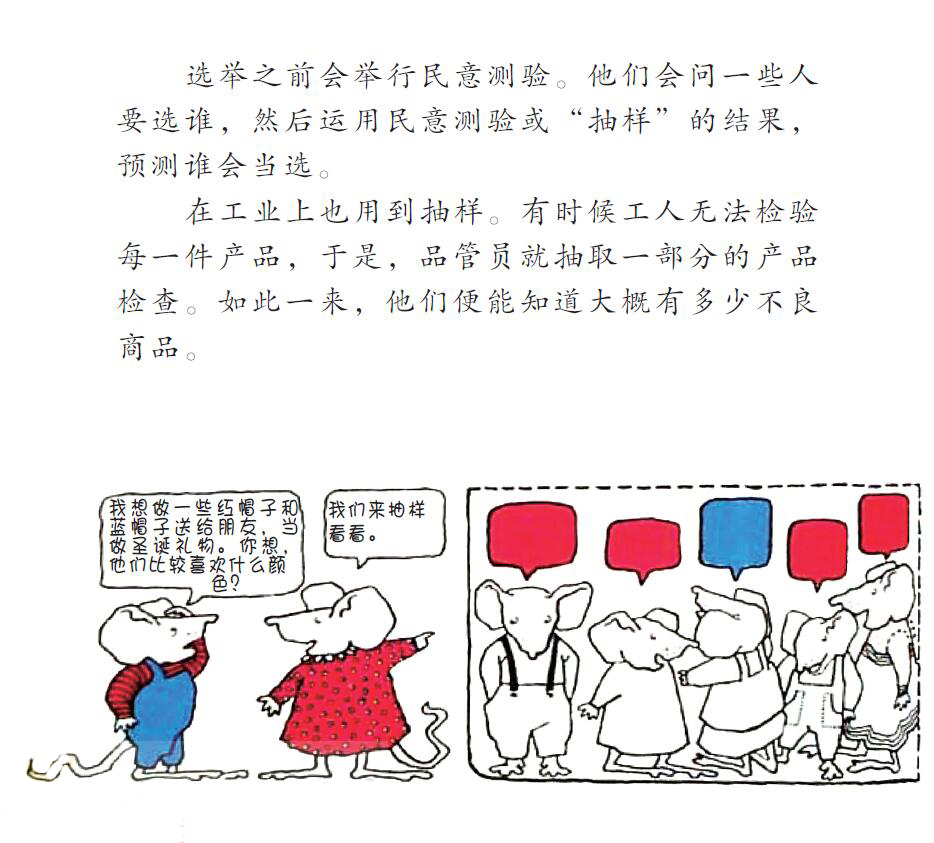 选举之前会举行民意测验。他们会问一些人
要选谁，然后运用民意测验或“抽样”的结果，
预测谁会当选。
在工业上也用到抽样。有时候工人无法检验
每一件产品，于是，品管员就抽取一部分的产品
检查。如此一来，他们便能知道大概有多少不良
商品。
我想做一些红帽子和
蓝帽子送给朋友，当
做圣诞礼物。你想，
他们比较喜欢什么颜
色？
我们来抽样
看看。